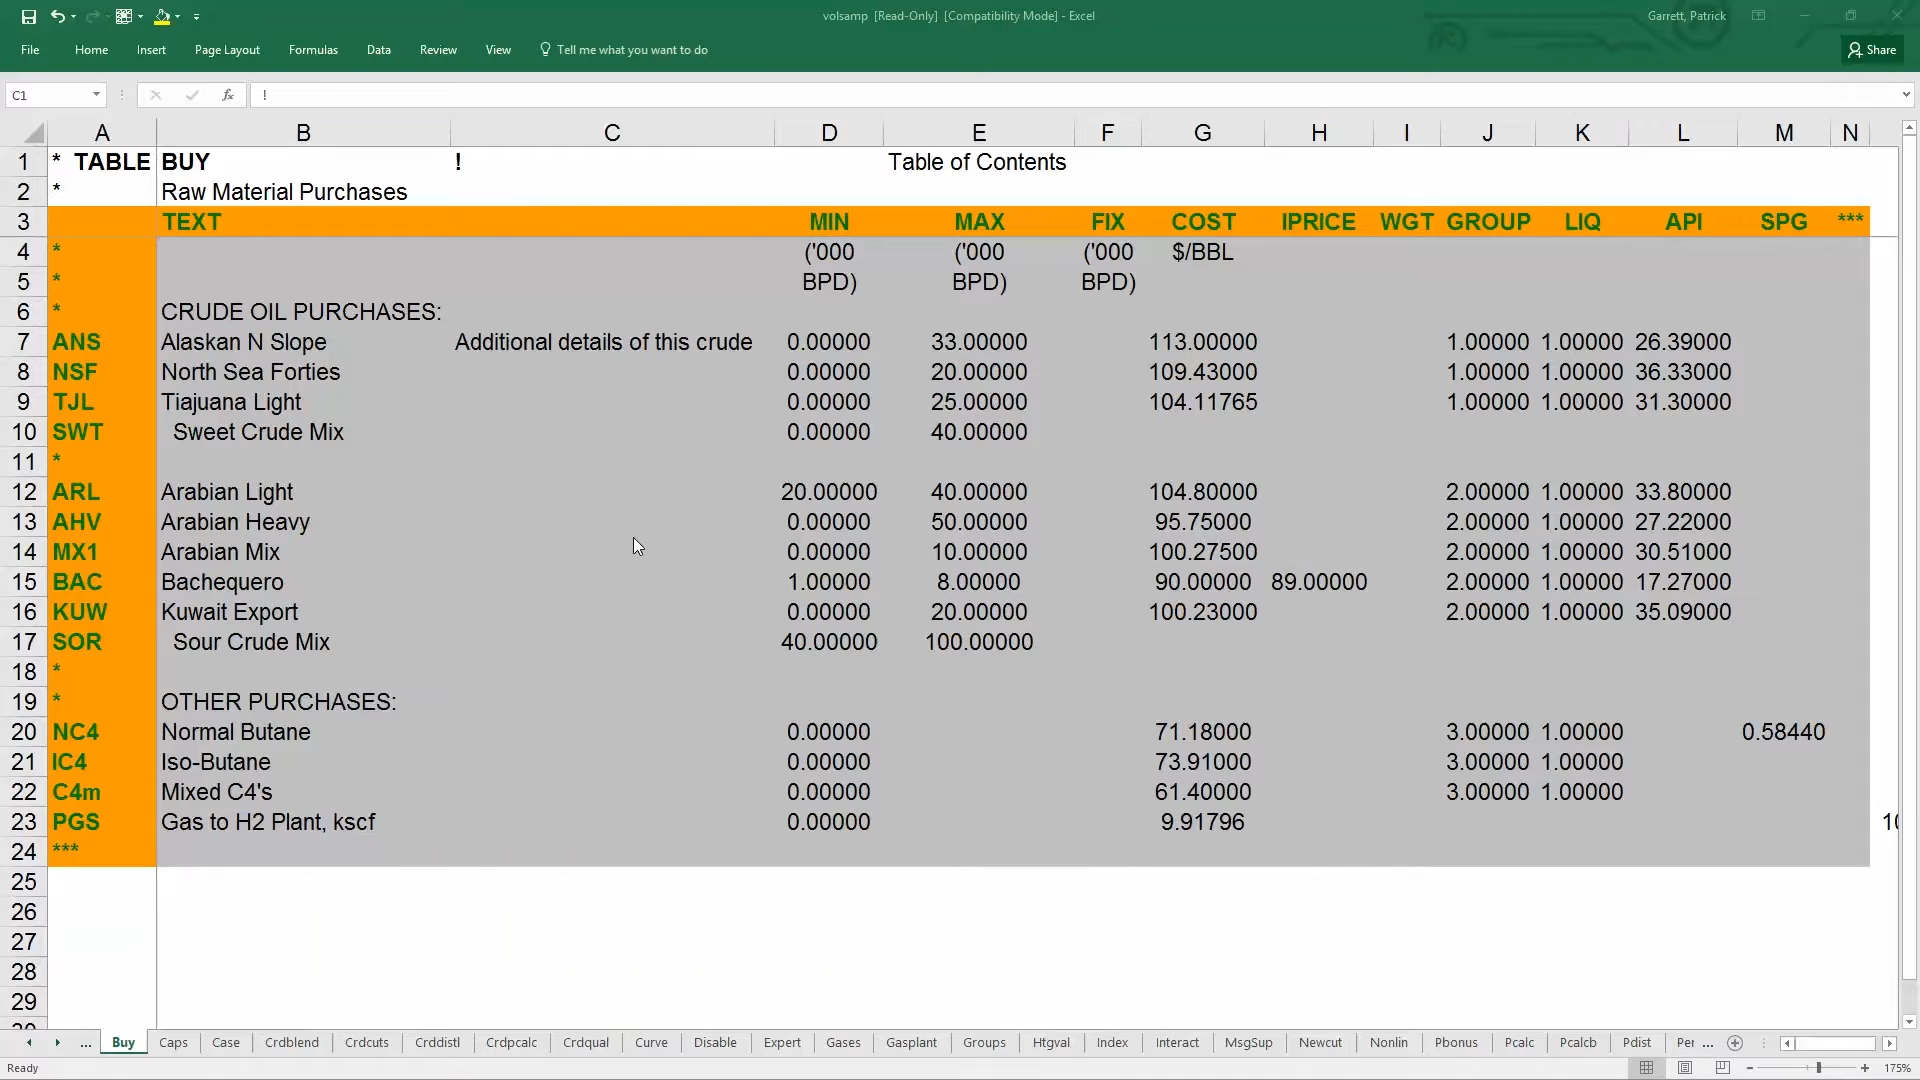 volsamp [Read-Only] [Compatibility Mode] - Excel
Garrett, Patrick
File Home Insert Page Layout Formulas Data Review View Tell me what you want to do
Share
C1 fx !
A B C D E F G H I J K L M N
1 * TABLE BUY ! Table of Contents
2 * Raw Material Purchases
3 TEXT MIN MAX FIX COST IPRICE WGT GROUP LIQ API SPG ***
4 * ('000 ('000 ('000 $/BBL
5 * BPD) BPD) BPD)
6 * CRUDE OIL PURCHASES:
7 ANS Alaskan N Slope Additional details of this crude 0.00000 33.00000 113.00000 1.00000 1.00000 26.39000
8 NSF North Sea Forties 0.00000 20.00000 109.43000 1.00000 1.00000 36.33000
9 TJL Tiajuana Light 0.00000 25.00000 104.11765 1.00000 1.00000 31.30000
10 SWT Sweet Crude Mix 0.00000 40.00000
11 *
12 ARL Arabian Light 20.00000 40.00000 104.80000 2.00000 1.00000 33.80000
13 AHV Arabian Heavy 0.00000 50.00000 95.75000 2.00000 1.00000 27.22000
14 MX1 Arabian Mix 0.00000 10.00000 100.27500 2.00000 1.00000 30.51000
15 BAC Bachequero 1.00000 8.00000 90.00000 89.00000 2.00000 1.00000 17.27000
16 KUW Kuwait Export 0.00000 20.00000 100.23000 2.00000 1.00000 35.09000
17 SOR Sour Crude Mix 40.00000 100.00000
18 *
19 * OTHER PURCHASES:
20 NC4 Normal Butane 0.00000 71.18000 3.00000 1.00000 0.58440
21 IC4 Iso-Butane 0.00000 73.91000 3.00000 1.00000
22 C4m Mixed C4's 0.00000 61.40000 3.00000 1.00000
23 PGS Gas to H2 Plant, kscf 0.00000 9.91796
24 ***
25
26
27
28
29
... Buy Caps Case Crdblend Crdcuts Crddistl Crdpcalc Crdqual Curve Disable Expert Gases Gasplant Groups Htgval Index Interact MsgSup Newcut Nonlin Pbonus Pcalc Pcalcb Pdist ...
Ready 175%